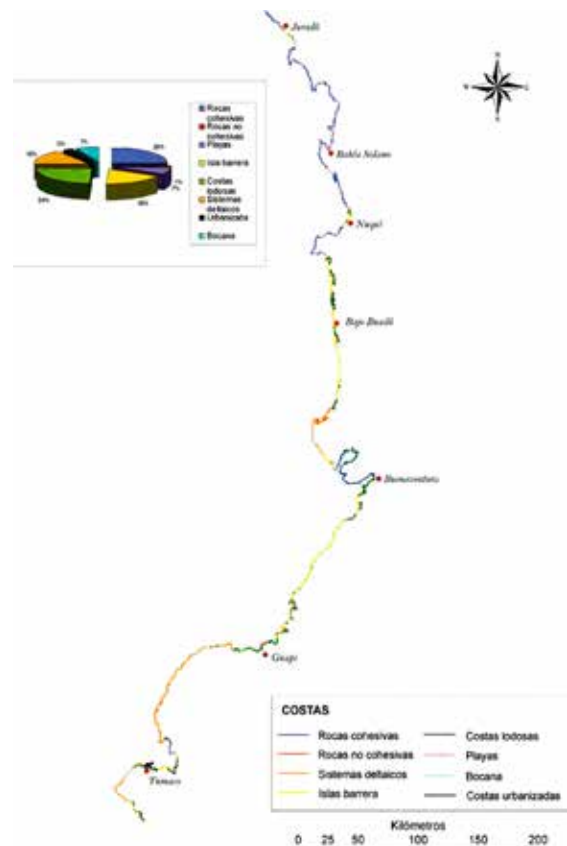 Juradó
Rocas
cohesivas
Rocas no
cohesivas
Playas
Isla barrera
Costas
lodosas
Sistemas
deltaicos
Urbanizada
Bocana
Bahía Solano
Nuquí
Bajo Baudó
Buenaventura
Guapi
Tumaco
COSTAS
Rocas cohesivas
Rocas no cohesivas
Sistemas deltaicos
Islas barrera
Costas lodosas
Playas
Bocana
Costas urbanizadas
Kilómetros
0 25 50 100 150 200